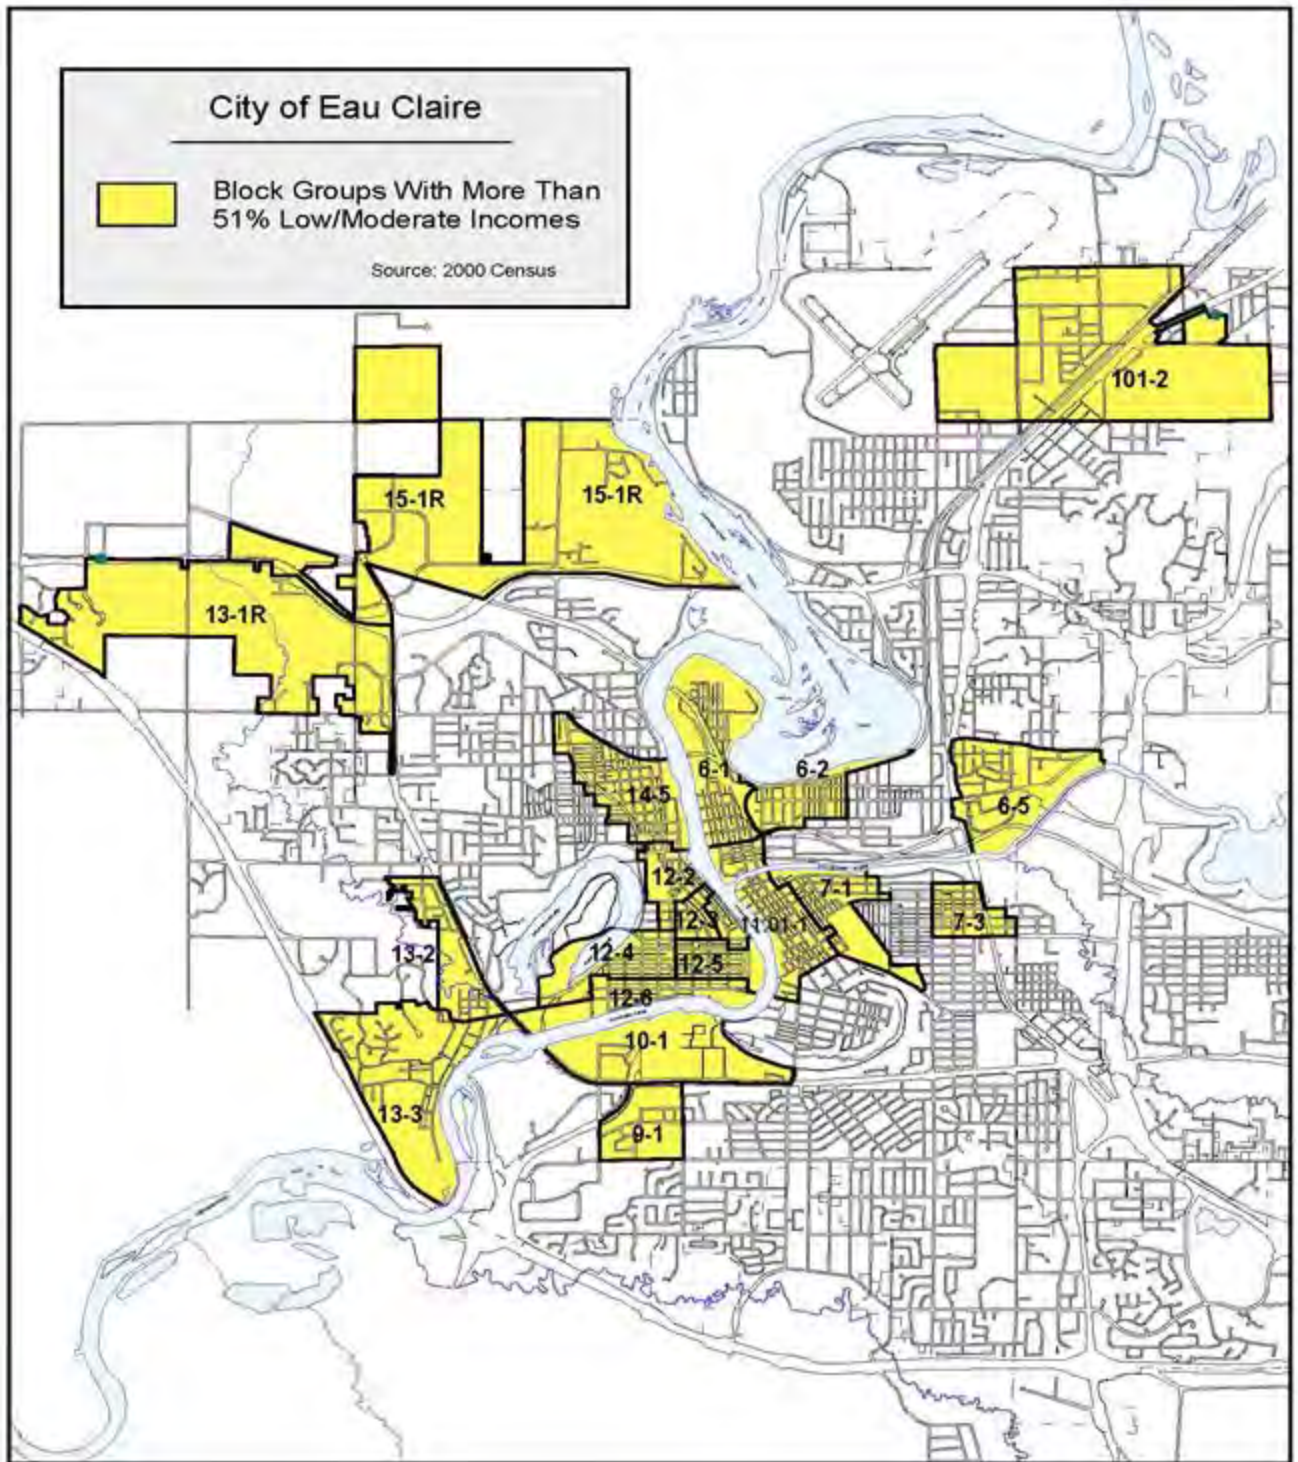 City of Eau Claire
Block Groups With More Than
51% Low/Moderate Incomes
Source: 2000 Census
101-2
15-1R
15-1R
13-1R
6-1
6-2
14-5
6-5
12-2
7-1
12-3
11.01-1
7-3
12-4
13-2
12-5
12-6
10-1
13-3
9-1